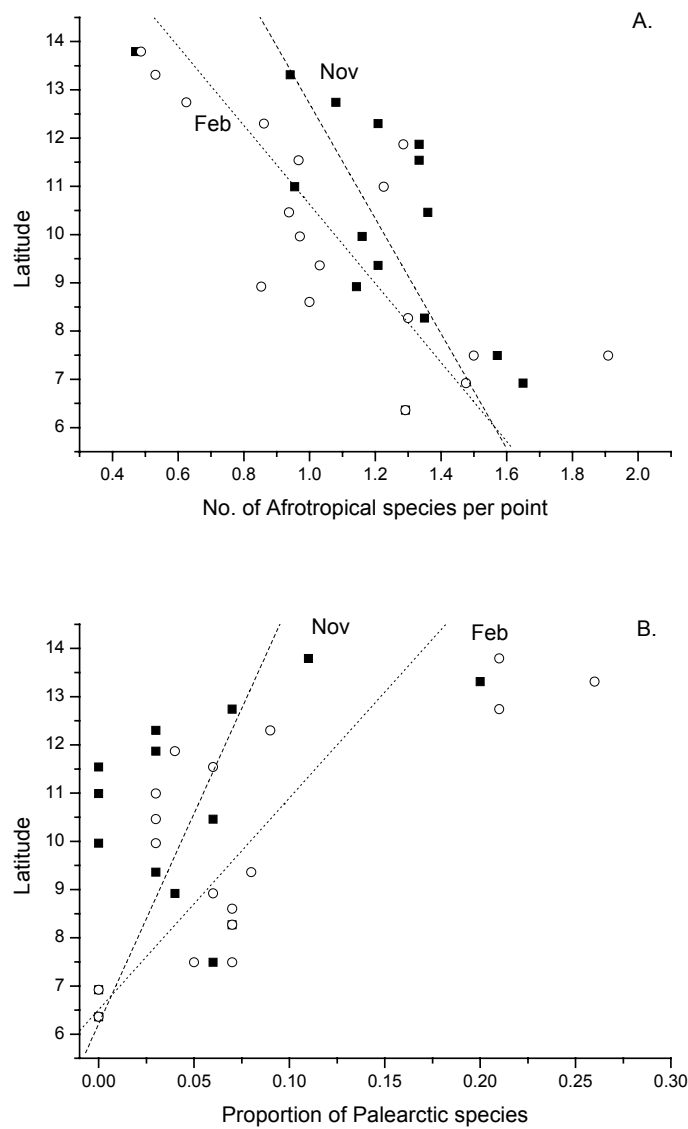 A.
14
13
12
11
10
9
8
7
6
Latitude
Nov
Feb
0.4 0.6 0.8 1.0 1.2 1.4 1.6 1.8 2.0
No. of Afrotropical species per point
B.
14
13
12
11
10
9
8
7
6
Latitude
Nov
Feb
0.00 0.05 0.10 0.15 0.20 0.25 0.30
Proportion of Palearctic species